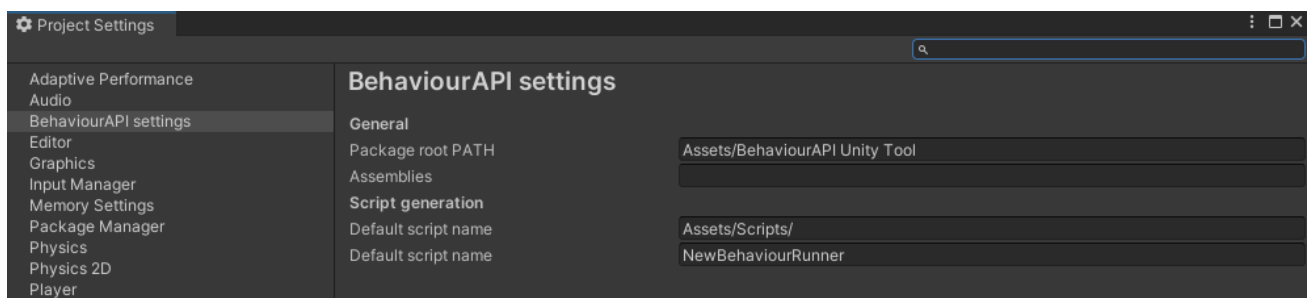 Project Settings
Adaptive Performance
Audio
BehaviourAPI settings
Editor
Graphics
Input Manager
Memory Settings
Package Manager
Physics
Physics 2D
Player
BehaviourAPI settings
General
Package root PATH Assets/BehaviourAPI Unity Tool
Assemblies
Script generation
Default script name Assets/Scripts/
Default script name NewBehaviourRunner